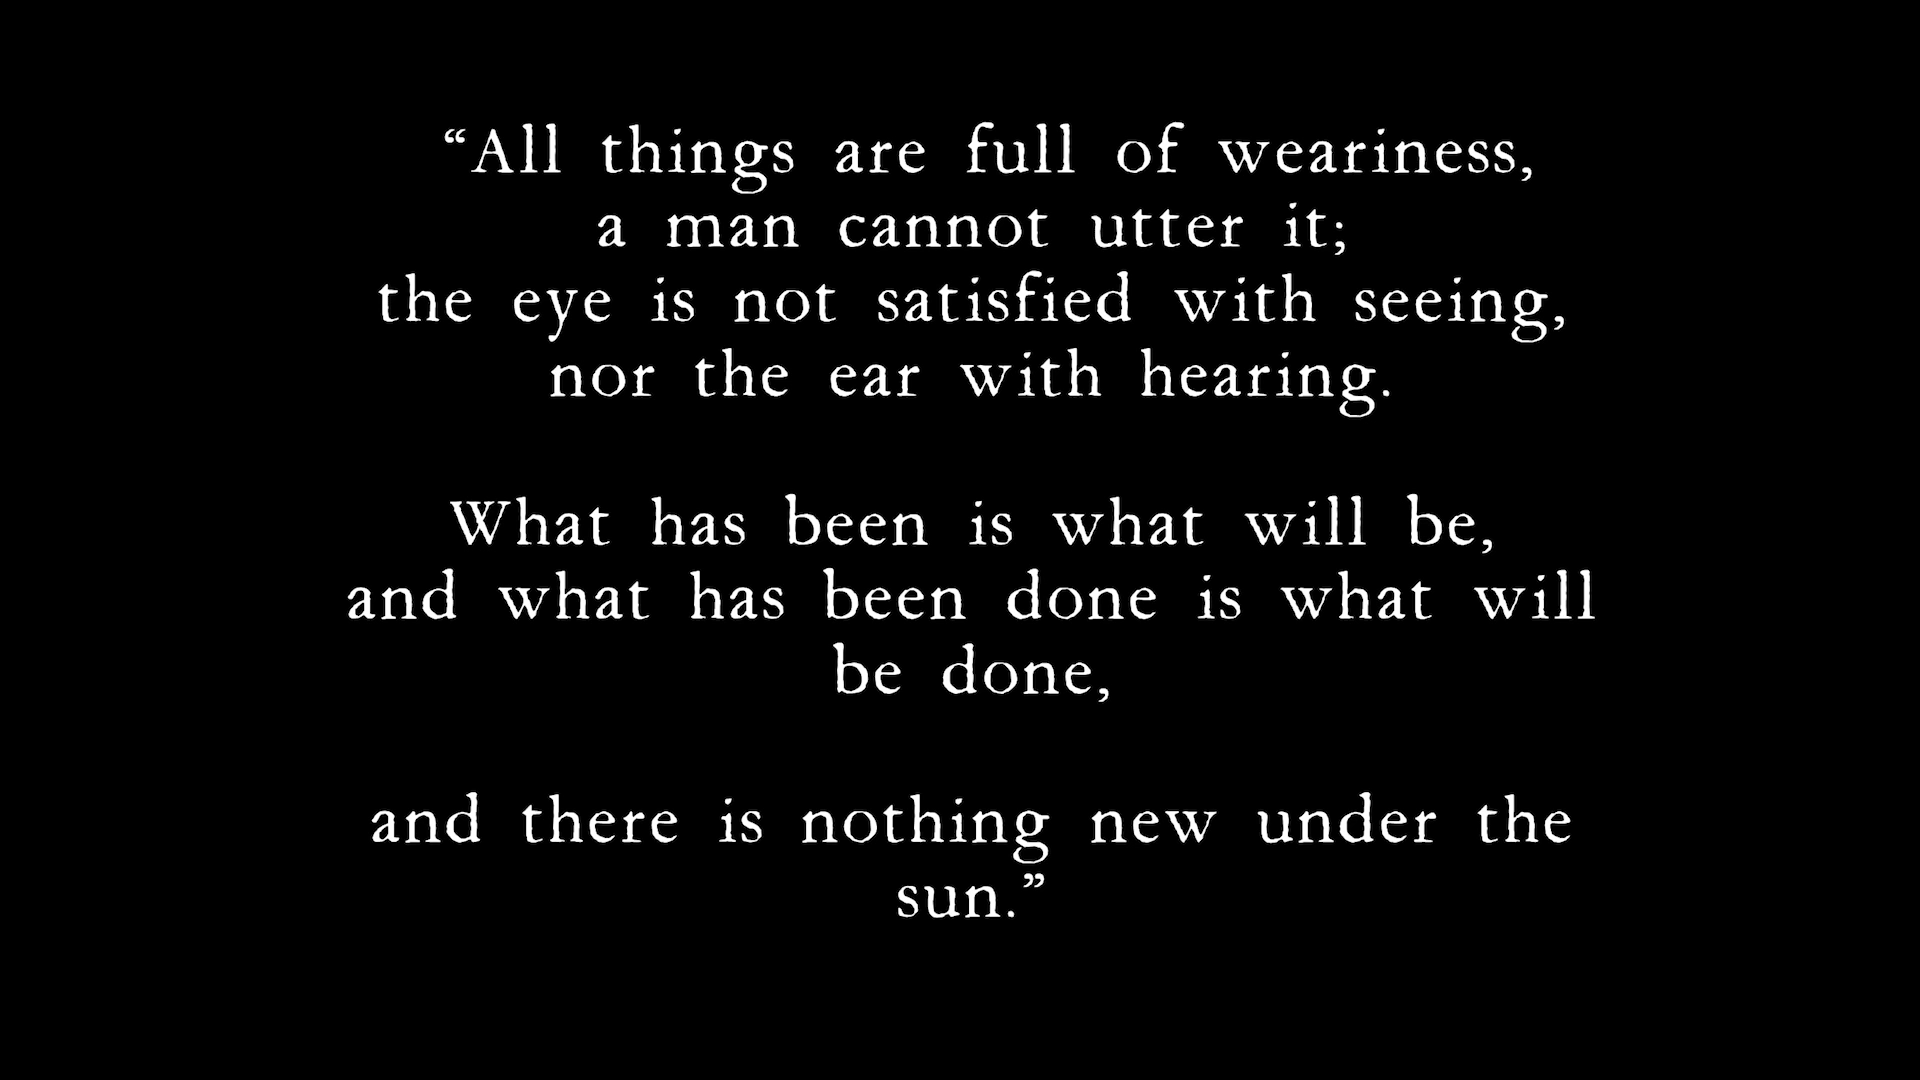 “All things are full of weariness,
a man cannot utter it;
the eye is not satisfied with seeing,
nor the ear with hearing.
What has been is what will be,
and what has been done is what will
be done,
and there is nothing new under the
sun.”